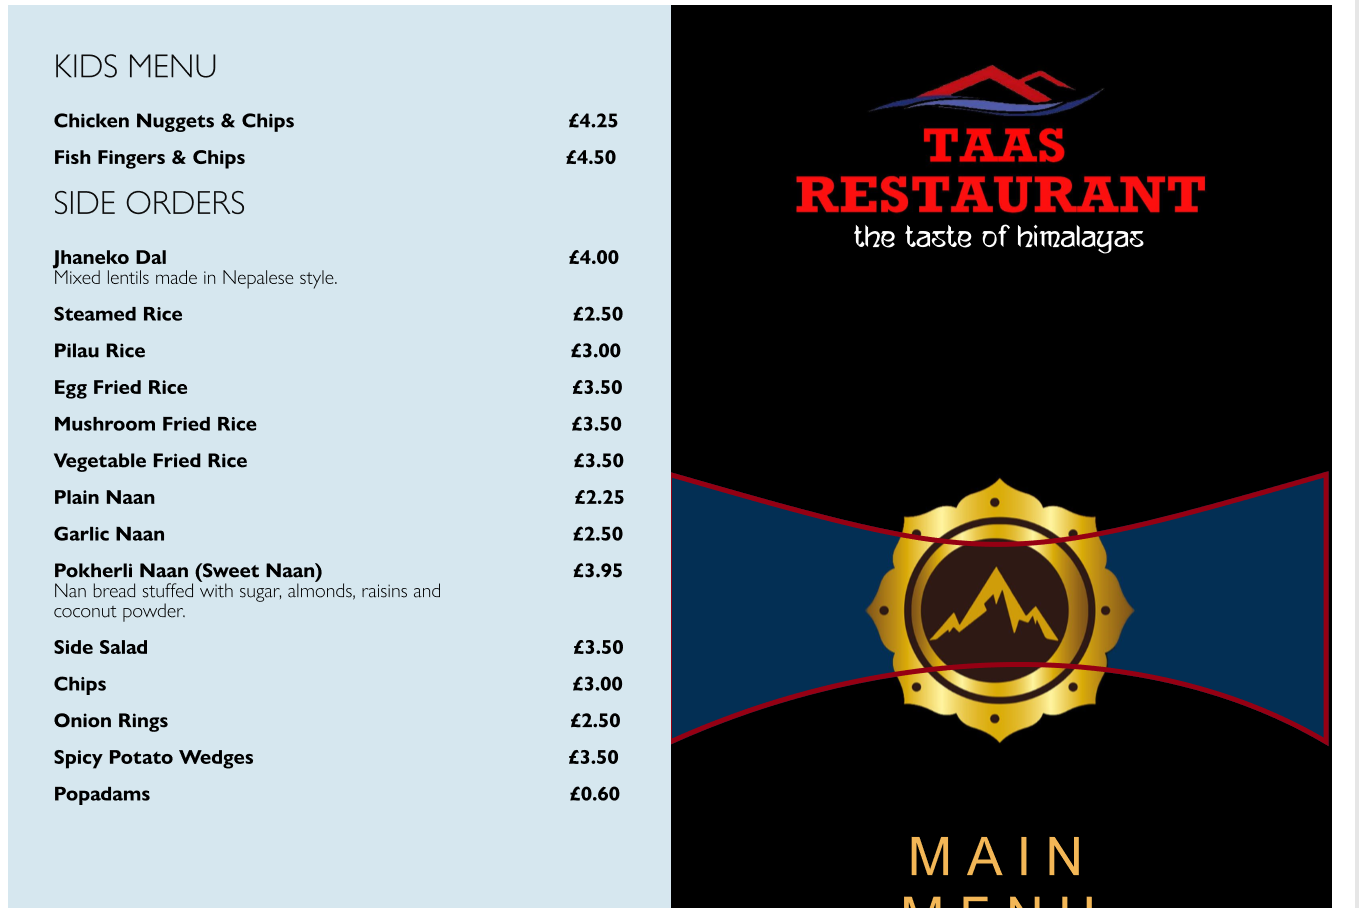 KIDS MENU
Chicken Nuggets & Chips £4.25
Fish Fingers & Chips £4.50
SIDE ORDERS
Jhaneko Dal £4.00
Mixed lentils made in Nepalese style.
Steamed Rice £2.50
Pilau Rice £3.00
Egg Fried Rice £3.50
Mushroom Fried Rice £3.50
Vegetable Fried Rice £3.50
Plain Naan £2.25
Garlic Naan £2.50
Pokherli Naan (Sweet Naan) £3.95
Nan bread stuffed with sugar, almonds, raisins and
coconut powder.
Side Salad £3.50
Chips £3.00
Onion Rings £2.50
Spicy Potato Wedges £3.50
Popadams £0.60
TAAS
RESTAURANT
the taste of himalayas
MAIN
MENU